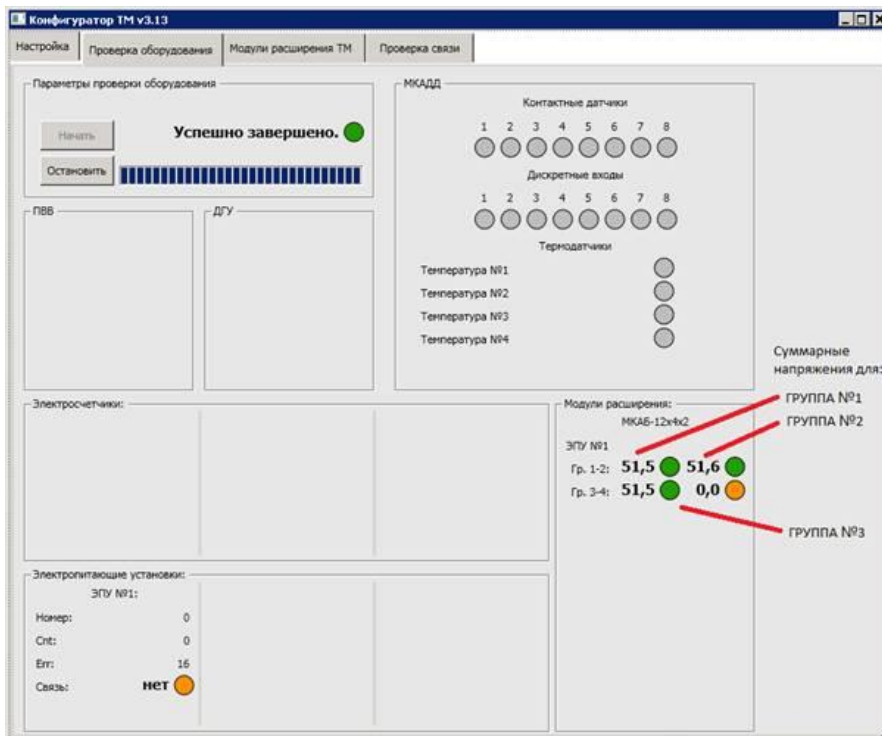 Конфигуратор ТМ v3.13
Настройка Проверка оборудования Модули расширения ТМ Проверка связи
Параметры проверки оборудования
Начать
Успешно завершено.
Остановить
МКАДД
Контактные датчики
1 2 3 4 5 6 7 8
Дискретные входы
1 2 3 4 5 6 7 8
Термодатчики
Температура №1
Температура №2
Температура №3
Температура №4
ПВВ
ДГУ
Суммарные
напряжения для:
ГРУППА №1
ГРУППА №2
ГРУППА №3
Электросчетчики:
Модули расширения:
МКАБ-12х4х2
ЭПУ №1
Гр. 1-2: 51,5 51,6
Гр. 3-4: 51,5 0,0
Электропитающие установки:
ЭПУ №1:
Номер: 0
Cnt: 0
Err: 16
Связь: нет